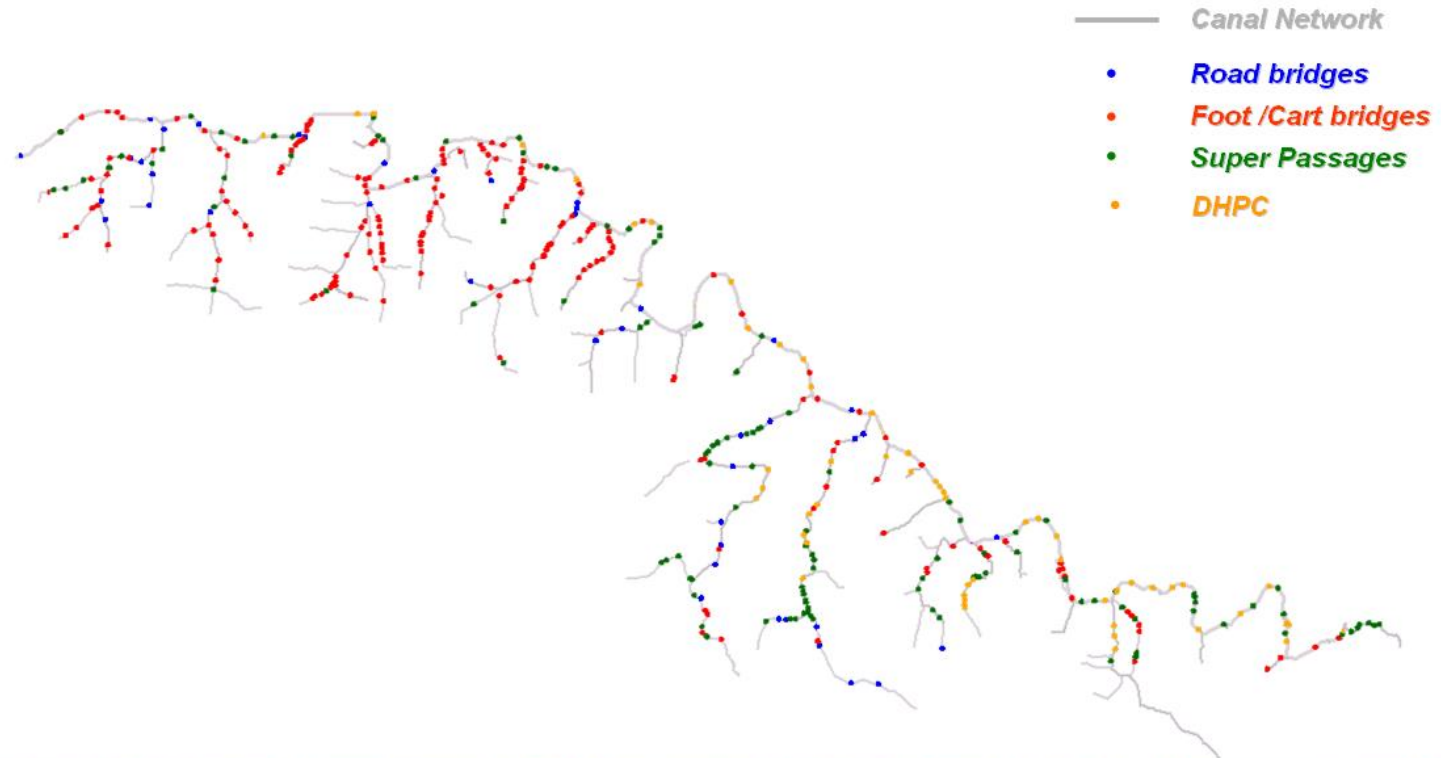 Canal Network
Road bridges
Foot /Cart bridges
Super Passages
DHPC